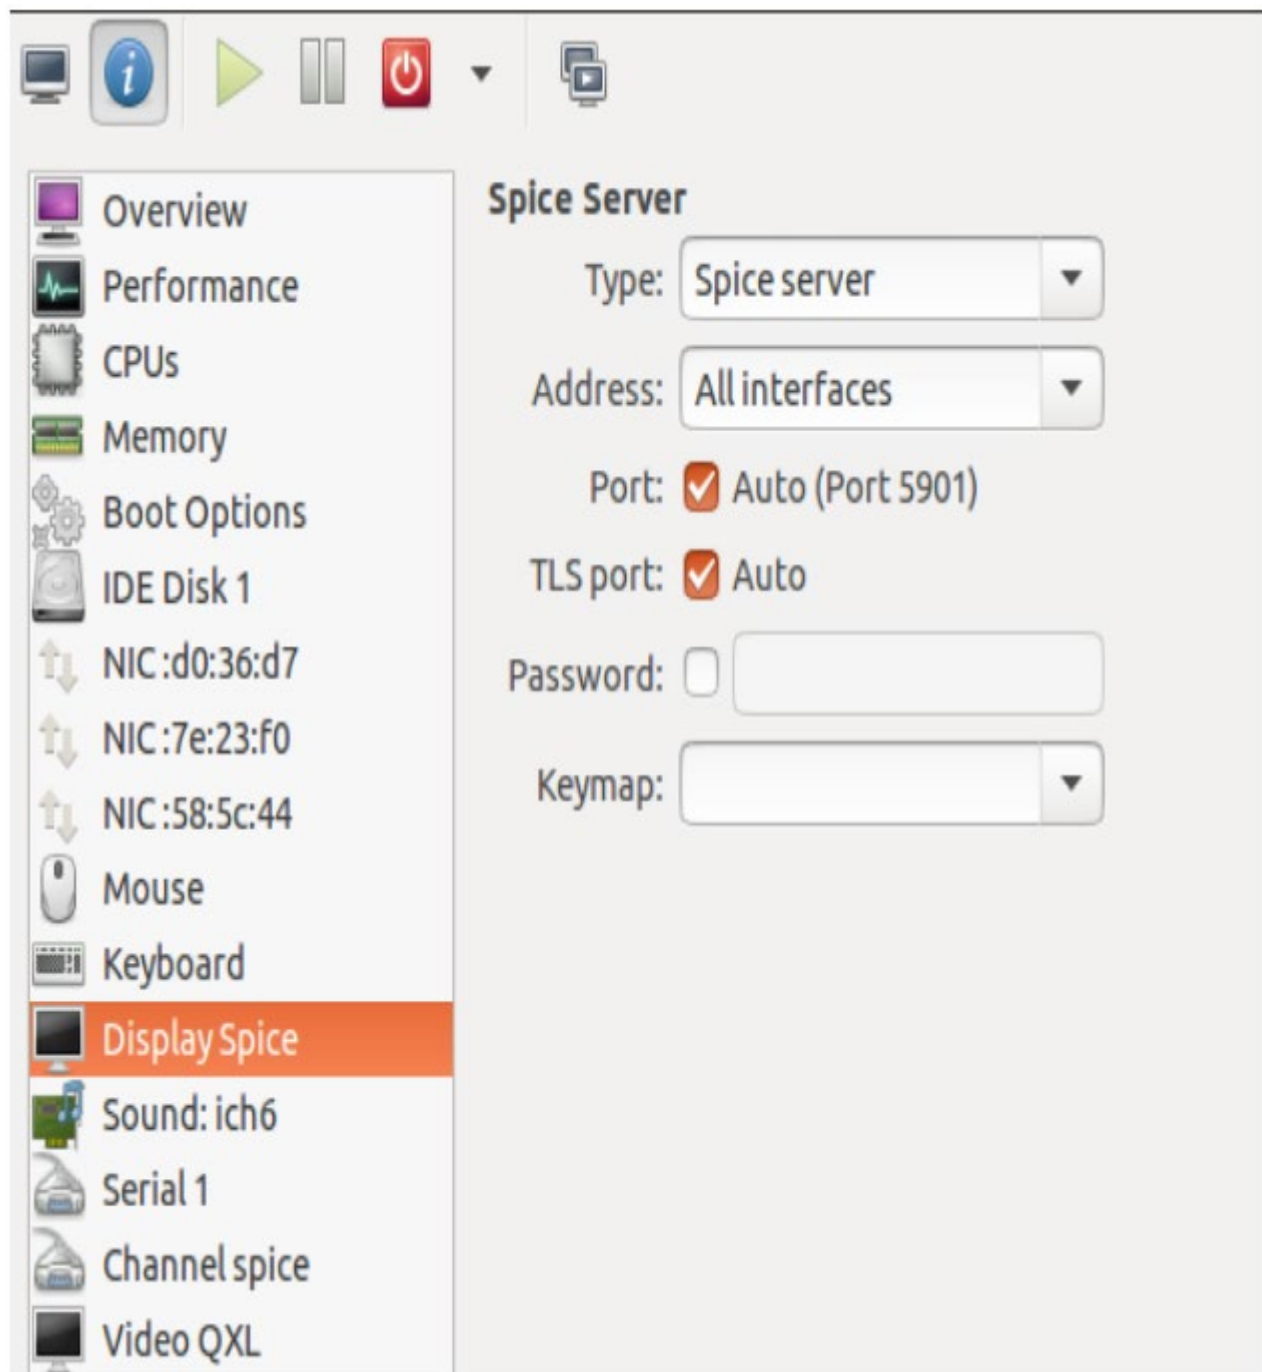 Overview
Performance
CPUs
Memory
Boot Options
IDE Disk 1
NIC :d0:36:d7
NIC :7e:23:f0
NIC :58:5c:44
Mouse
Keyboard
Display Spice
Sound: ich6
Serial 1
Channel spice
Video QXL
Spice Server
Type: Spice server
Address: All interfaces
Port: Auto (Port 5901)
TLS port: Auto
Password:
Keymap: